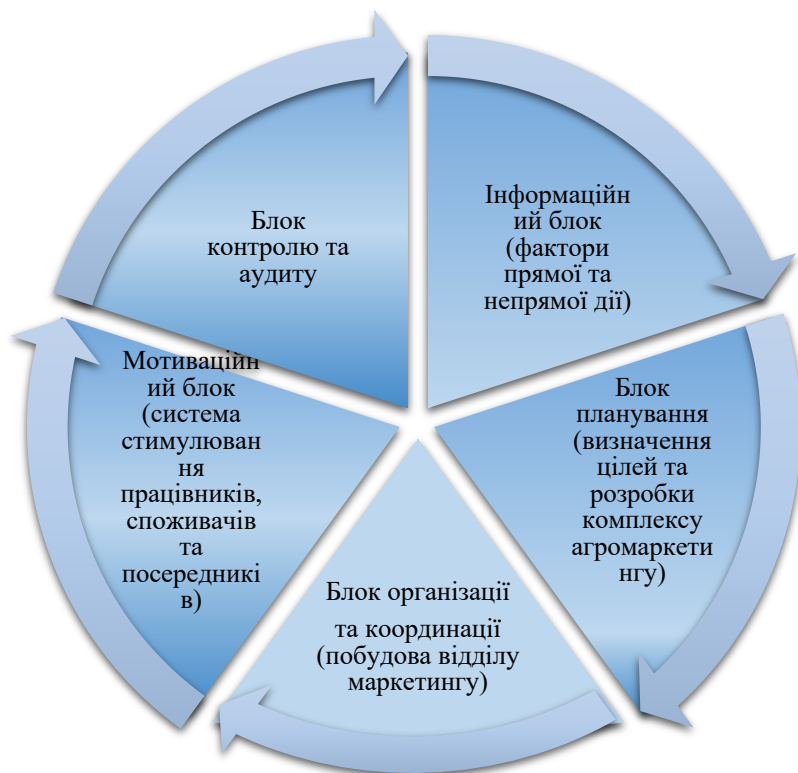 Інформаційн
ий блок
(фактори
прямої та
непрямої дії)
Блок
планування
(визначення
цілей та
розробки
комплексу
агромаркети
нгу)
Блок організації
та координації
(побудова відділу
маркетингу)
Мотиваційн
ий блок
(система
стимулюван
ня
працівників,
споживачів
та
посередникі
в)
Блок
контролю та
аудиту